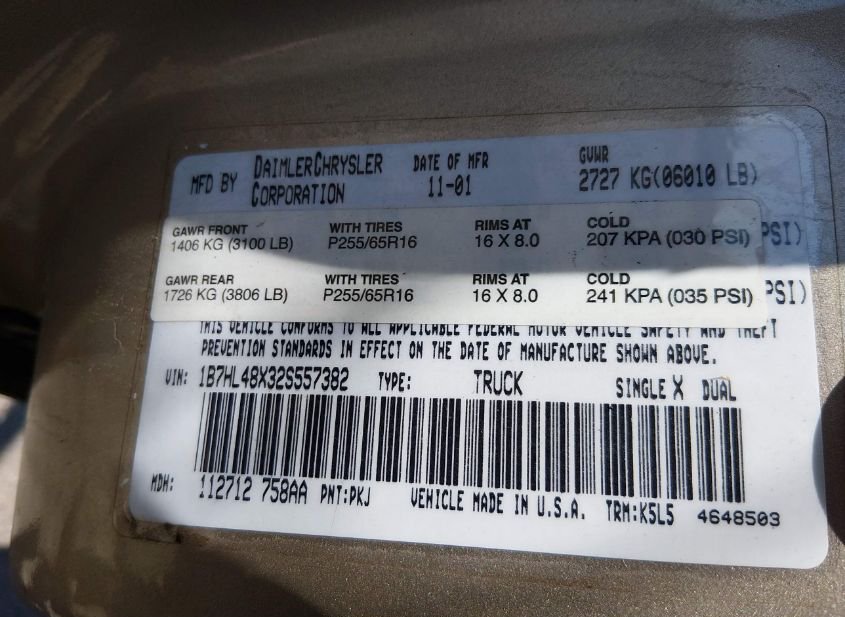 MFD BY DAIMLERCHRYSLER CORPORATION DATE OF MFR 11-01 GVWR 2727 KG(06010 LB)
GAWR FRONT WITH TIRES RIMS AT COLD
1406 KG (3100 LB) P255/65R16 16 X 8.0 207 KPA (030 PSI) PSI)
GAWR REAR WITH TIRES RIMS AT COLD
1726 KG (3806 LB) P255/65R16 16 X 8.0 241 KPA (035 PSI) PSI)
THIS VEHICLE CONFORMS TO ALL APPLICABLE FEDERAL MOTOR VEHICLE SAFETY AND THEFT
PREVENTION STANDARDS IN EFFECT ON THE DATE OF MANUFACTURE SHOWN ABOVE.
VIN: 1B7HL48X32S557382 TYPE: TRUCK SINGLE X DUAL
MDH: 112712 758AA PNT:PKJ VEHICLE MADE IN U.S.A. TRM:K5L5 4648503